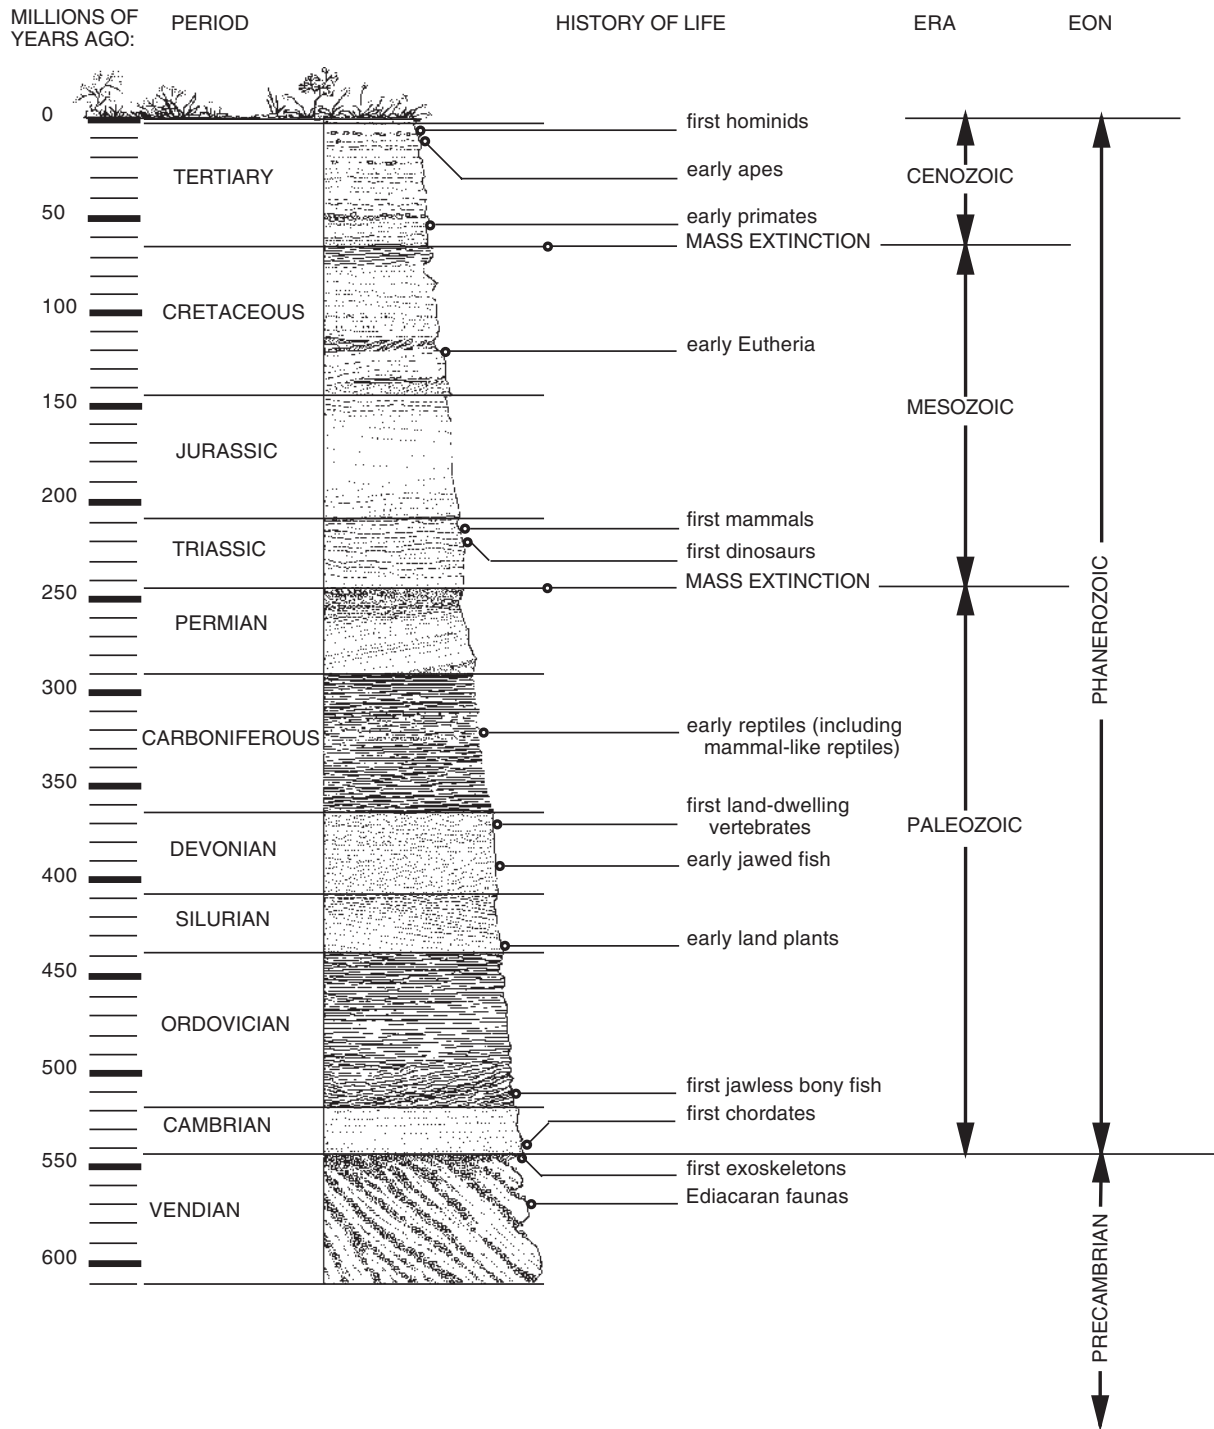 MILLIONS OF
YEARS AGO:
PERIOD
HISTORY OF LIFE
ERA
EON
0
first hominids
TERTIARY
early apes
CENOZOIC
50
early primates
MASS EXTINCTION
100
CRETACEOUS
early Eutheria
150
MESOZOIC
JURASSIC
200
first mammals
TRIASSIC
first dinosaurs
MASS EXTINCTION
250
PERMIAN
PHANEROZOIC
300
CARBONIFEROUS
early reptiles (including
mammal-like reptiles)
350
first land-dwelling
vertebrates
PALEOZOIC
DEVONIAN
early jawed fish
400
SILURIAN
early land plants
450
ORDOVICIAN
500
first jawless bony fish
first chordates
CAMBRIAN
550
first exoskeletons
Ediacaran faunas
VENDIAN
600
PRECAMBRIAN